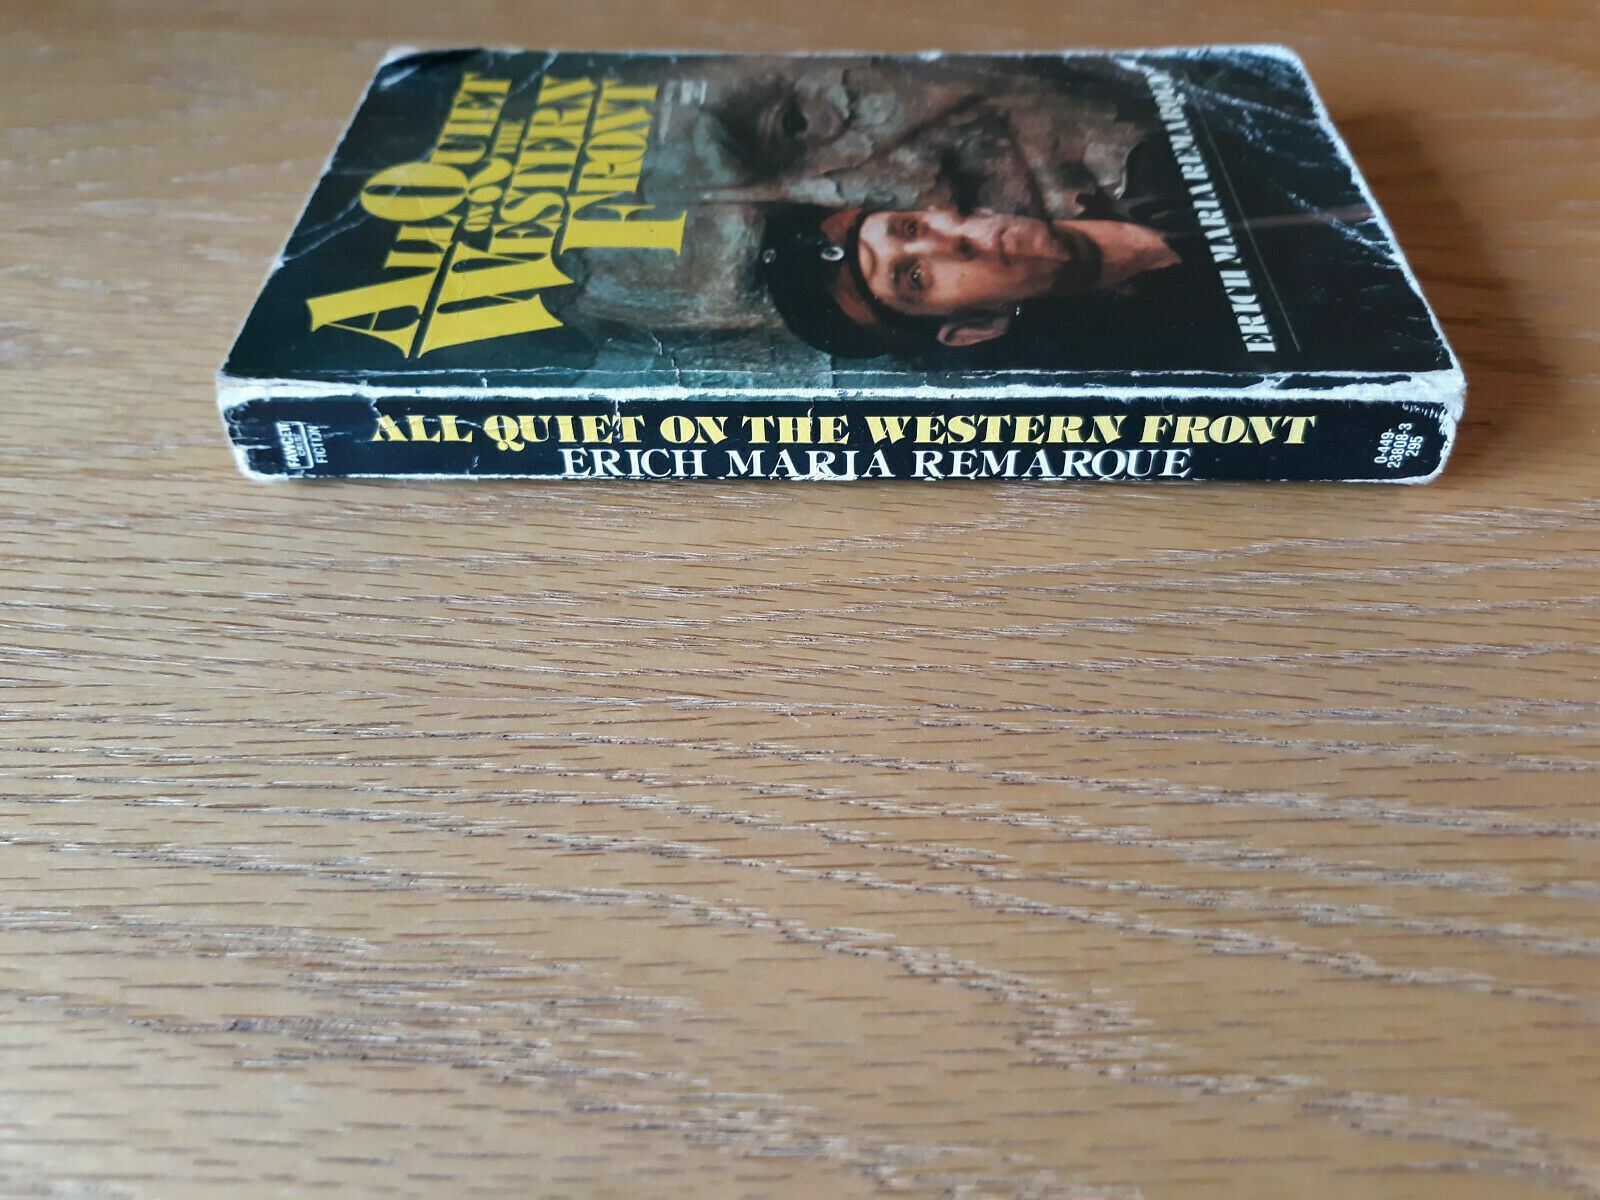 ALL QUIET
ON THE
WESTERN
FRONT
ERICH MARIA REMARQUE
FAWCETT
CREST
FICTION
ALL QUIET ON THE WESTERN FRONT
ERICH MARIA REMARQUE
0-449-
23808-3
295